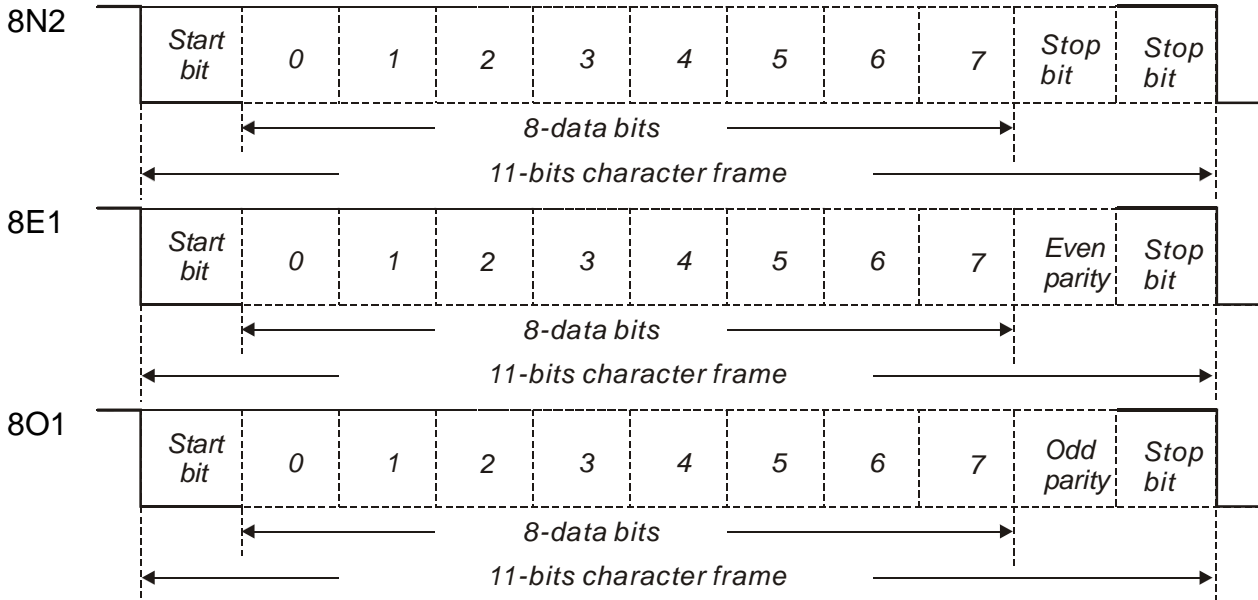 8N2
Start bit 0 1 2 3 4 5 6 7 Stop bit Stop bit
8-data bits
11-bits character frame
8E1
Start bit 0 1 2 3 4 5 6 7 Even parity Stop bit
8-data bits
11-bits character frame
8O1
Start bit 0 1 2 3 4 5 6 7 Odd parity Stop bit
8-data bits
11-bits character frame